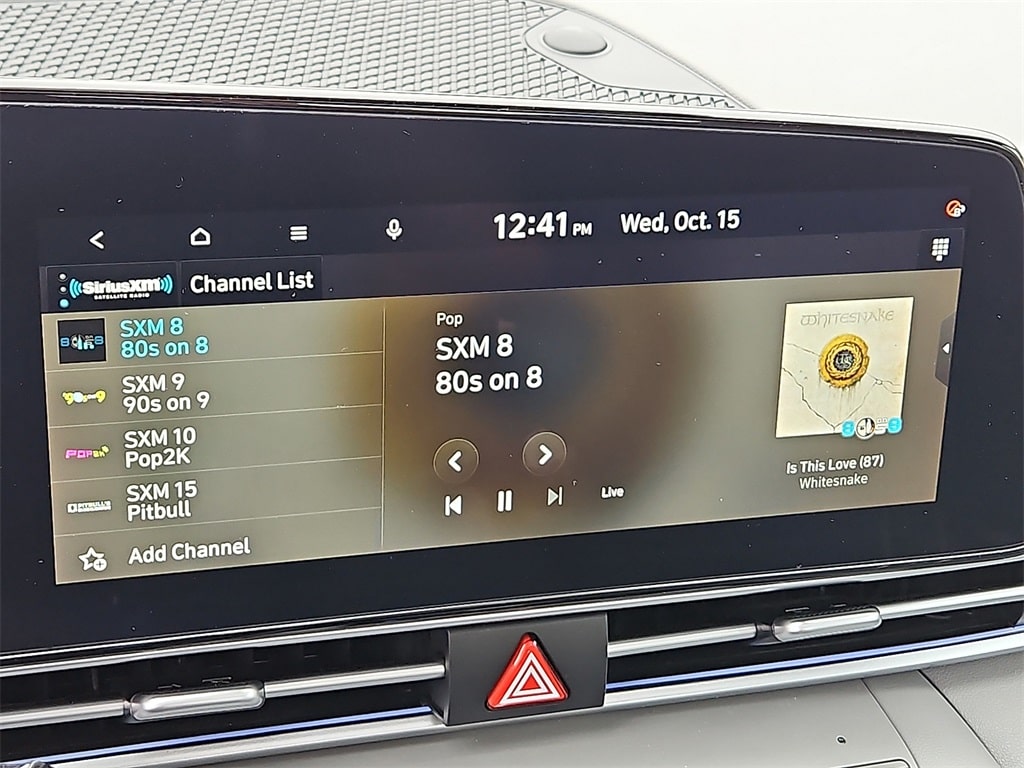 12:41 PM Wed, Oct. 15
SiriusXM
SATELLITE RADIO
Channel List
SXM 8
80s on 8
SXM 9
90s on 9
SXM 10
Pop2K
SXM 15
Pitbull
Add Channel
Pop
SXM 8
80s on 8
Live
WHITESNAKE
Is This Love (87)
Whitesnake